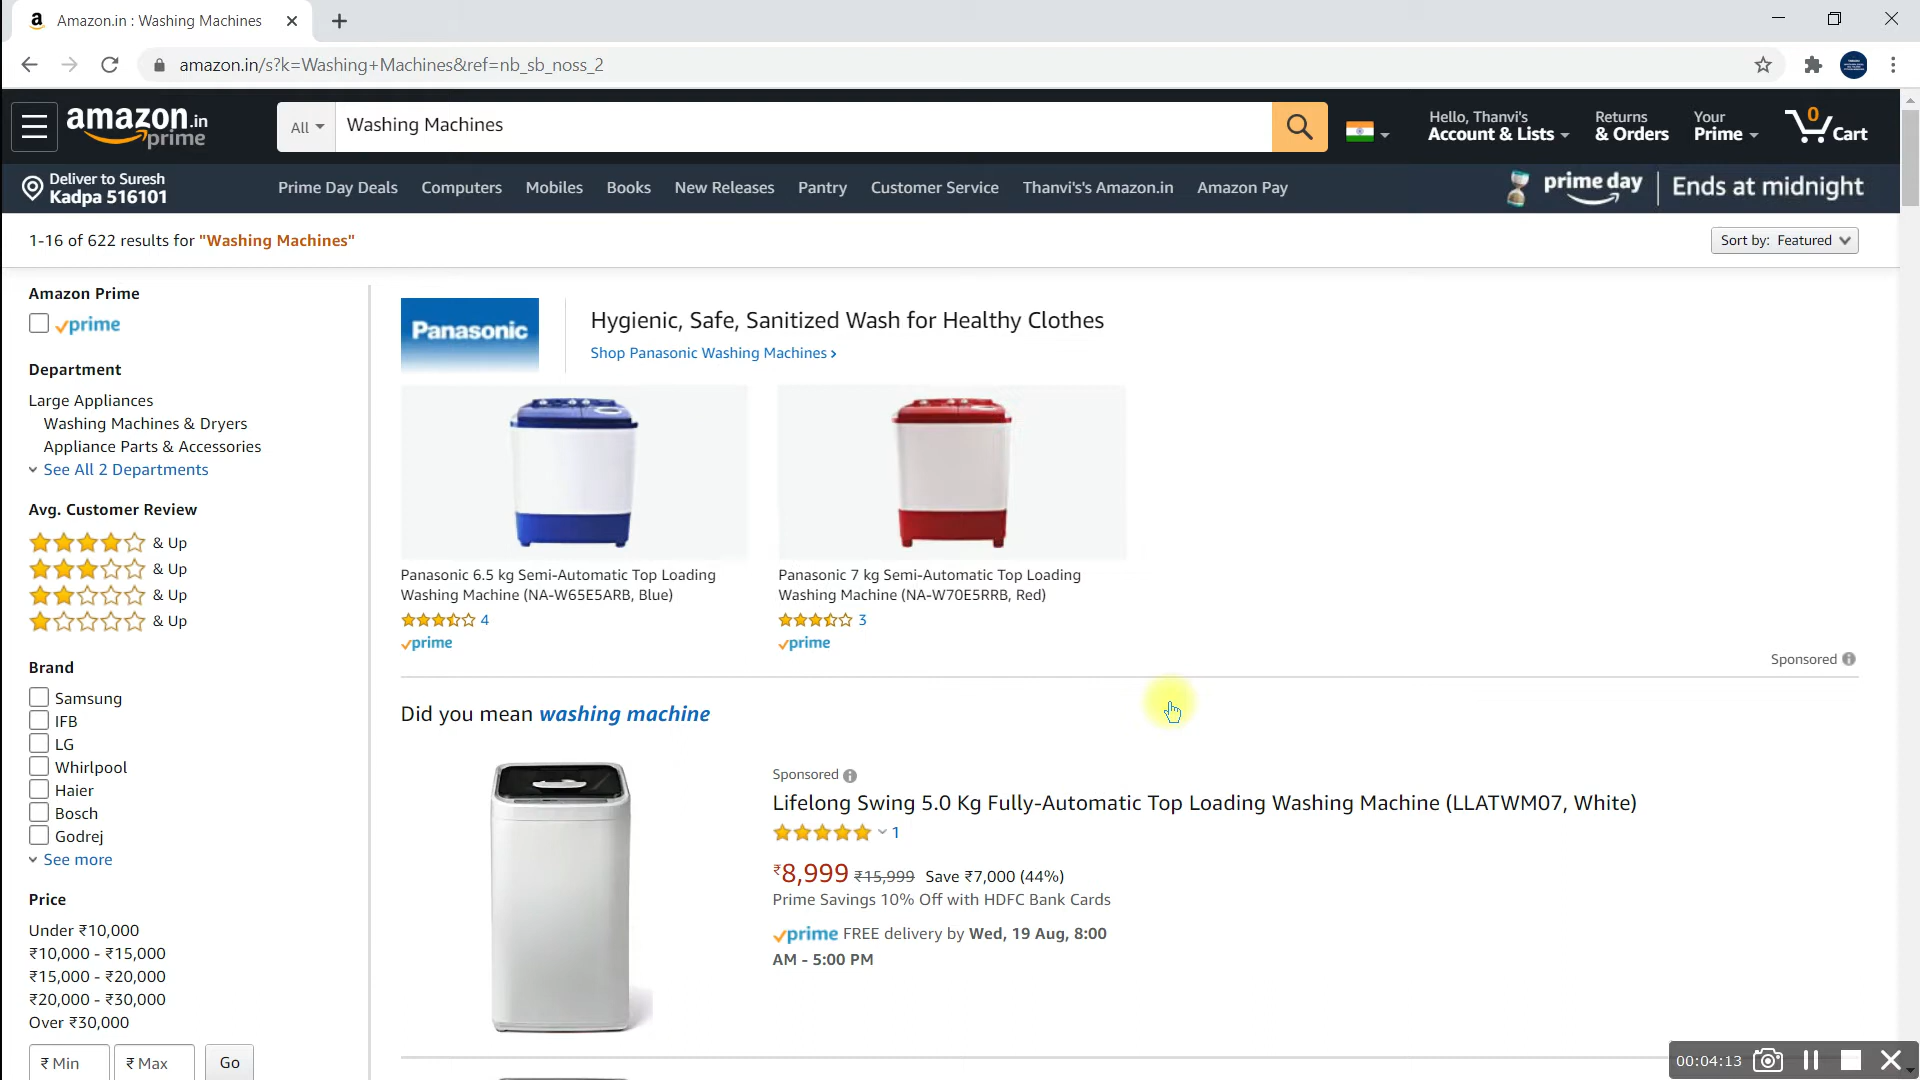 Amazon.in : Washing Machines
amazon.in/s?k=Washing+Machines&ref=nb_sb_noss_2
amazon.in
prime
All
Washing Machines
Hello, Thanvi's
Account & Lists
Returns
& Orders
Your
Prime
0
Cart
Deliver to Suresh
Kadpa 516101
Prime Day Deals
Computers
Mobiles
Books
New Releases
Pantry
Customer Service
Thanvi's's Amazon.in
Amazon Pay
prime day
Ends at midnight
1-16 of 622 results for "Washing Machines"
Sort by: Featured
Amazon Prime
prime
Department
Large Appliances
Washing Machines & Dryers
Appliance Parts & Accessories
See All 2 Departments
Avg. Customer Review
& Up
& Up
& Up
& Up
Brand
Samsung
IFB
LG
Whirlpool
Haier
Bosch
Godrej
See more
Price
Under ₹10,000
₹10,000 - ₹15,000
₹15,000 - ₹20,000
₹20,000 - ₹30,000
Over ₹30,000
₹ Min
₹ Max
Go
Panasonic
Hygienic, Safe, Sanitized Wash for Healthy Clothes
Shop Panasonic Washing Machines ›
Panasonic 6.5 kg Semi-Automatic Top Loading
Washing Machine (NA-W65E5ARB, Blue)
4
prime
Panasonic 7 kg Semi-Automatic Top Loading
Washing Machine (NA-W70E5RRB, Red)
3
prime
Sponsored
Did you mean washing machine
Sponsored
Lifelong Swing 5.0 Kg Fully-Automatic Top Loading Washing Machine (LLATWM07, White)
1
₹8,999 ₹15,999 Save ₹7,000 (44%)
Prime Savings 10% Off with HDFC Bank Cards
prime FREE delivery by Wed, 19 Aug, 8:00
AM - 5:00 PM
00:04:13